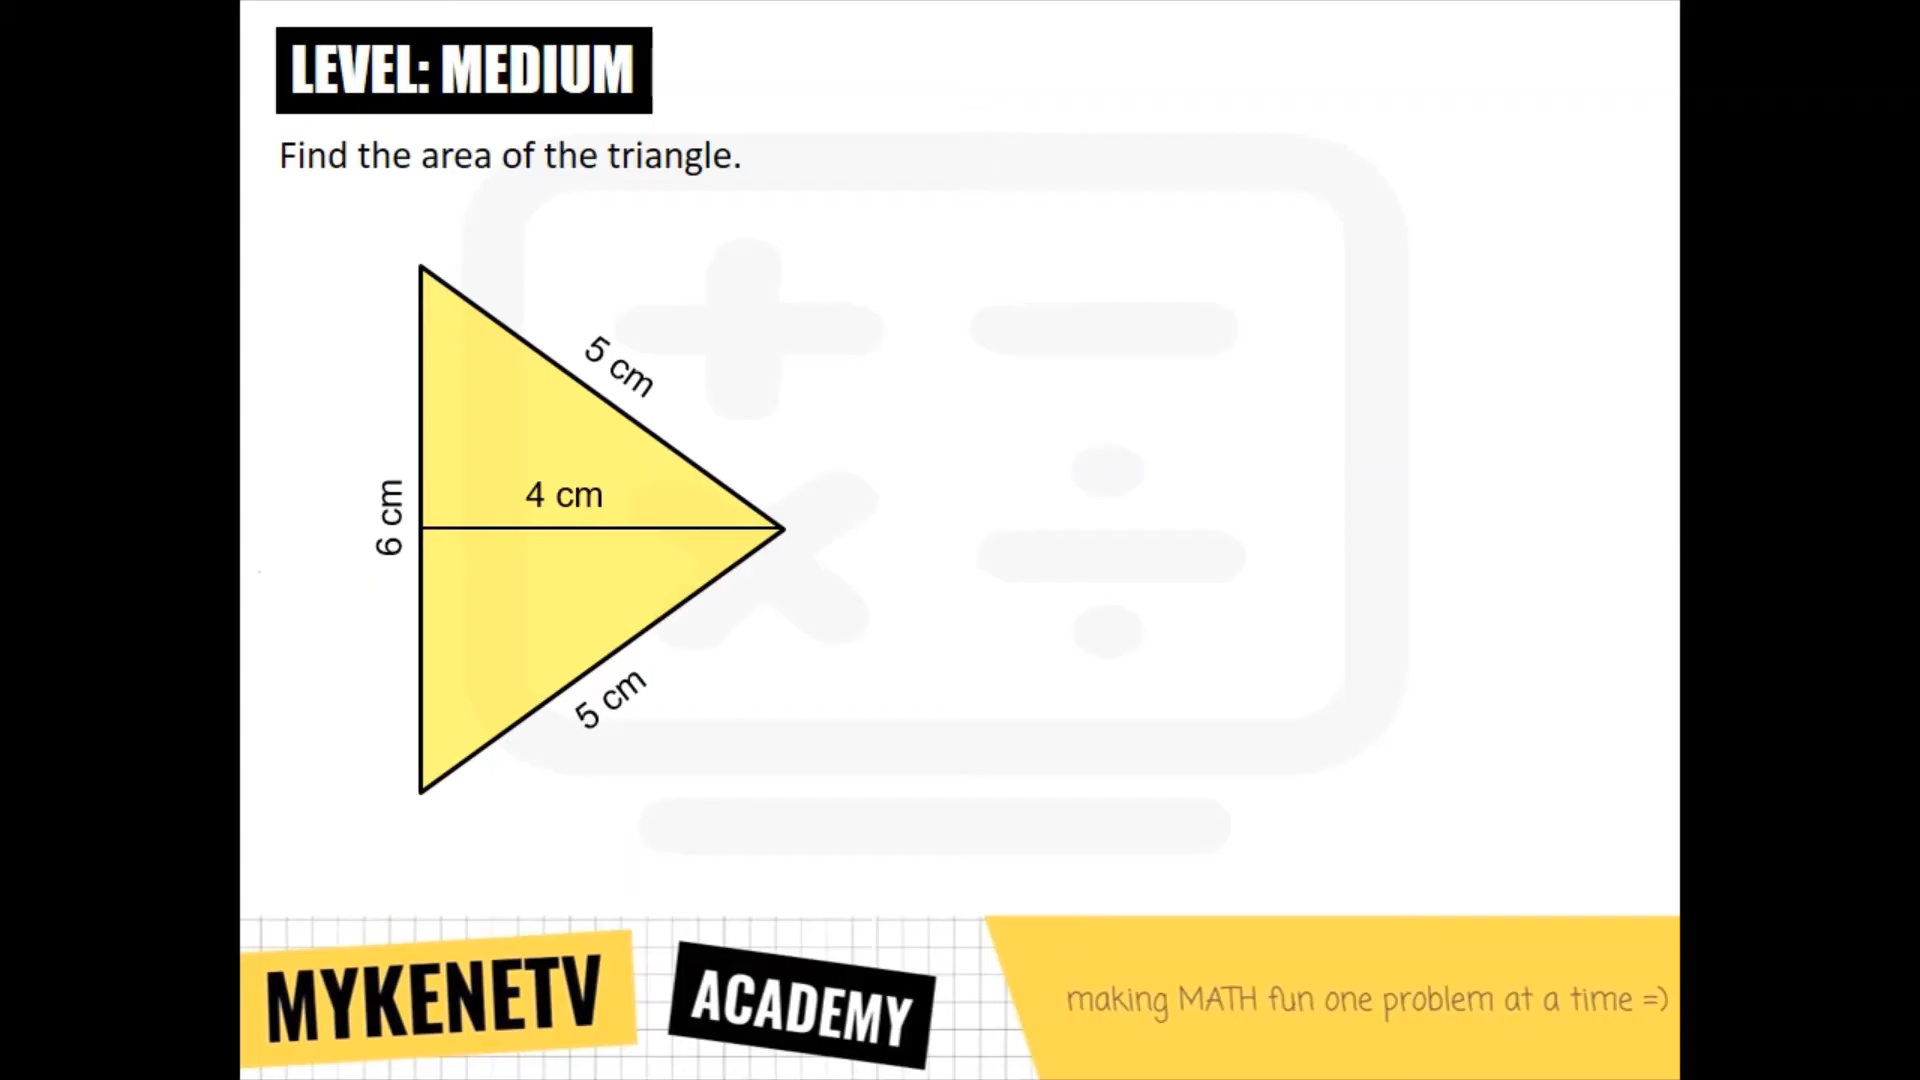 LEVEL: MEDIUM
Find the area of the triangle.
5 cm
4 cm
6 cm
5 cm
MYKENETV
ACADEMY
making MATH fun one problem at a time =)